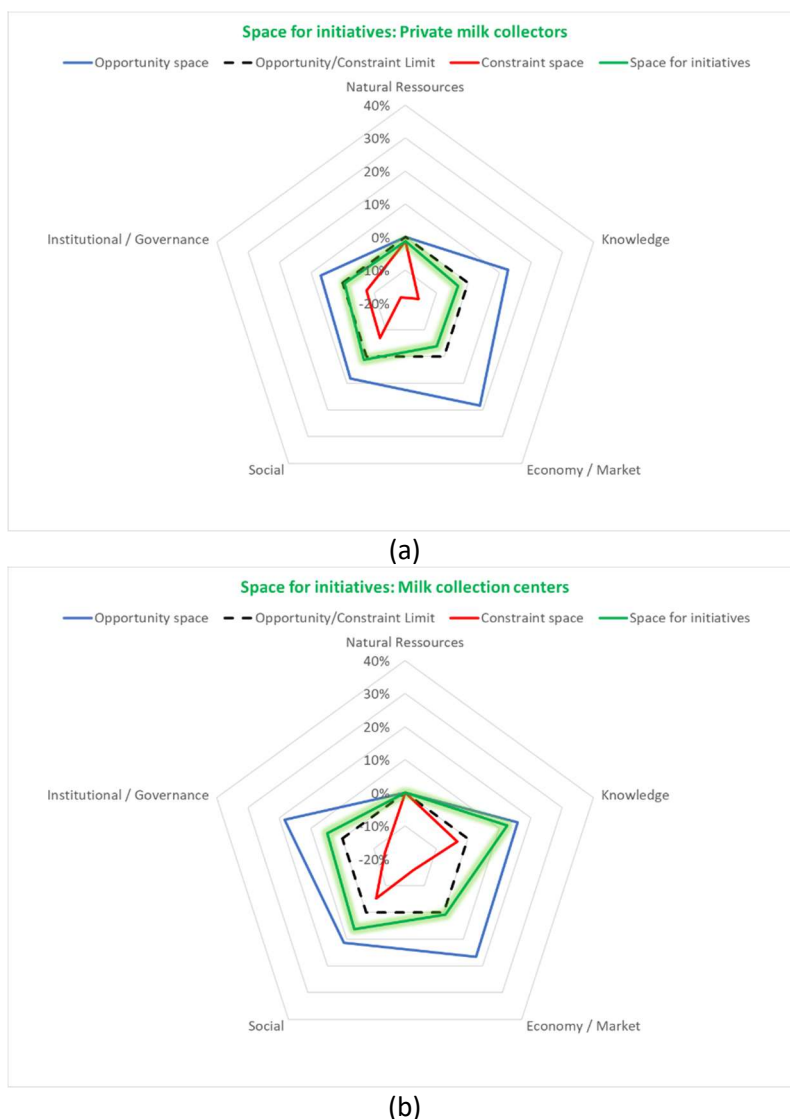 Space for initiatives: Private milk collectors
Opportunity space Opportunity/Constraint Limit Constraint space Space for initiatives
Natural Ressources
40%
30%
20%
10%
Institutional / Governance 0% Knowledge
-10%
-20%
Social Economy / Market
(a)
Space for initiatives: Milk collection centers
Opportunity space Opportunity/Constraint Limit Constraint space Space for initiatives
Natural Ressources
40%
30%
20%
10%
Institutional / Governance 0% Knowledge
-10%
-20%
Social Economy / Market
(b)